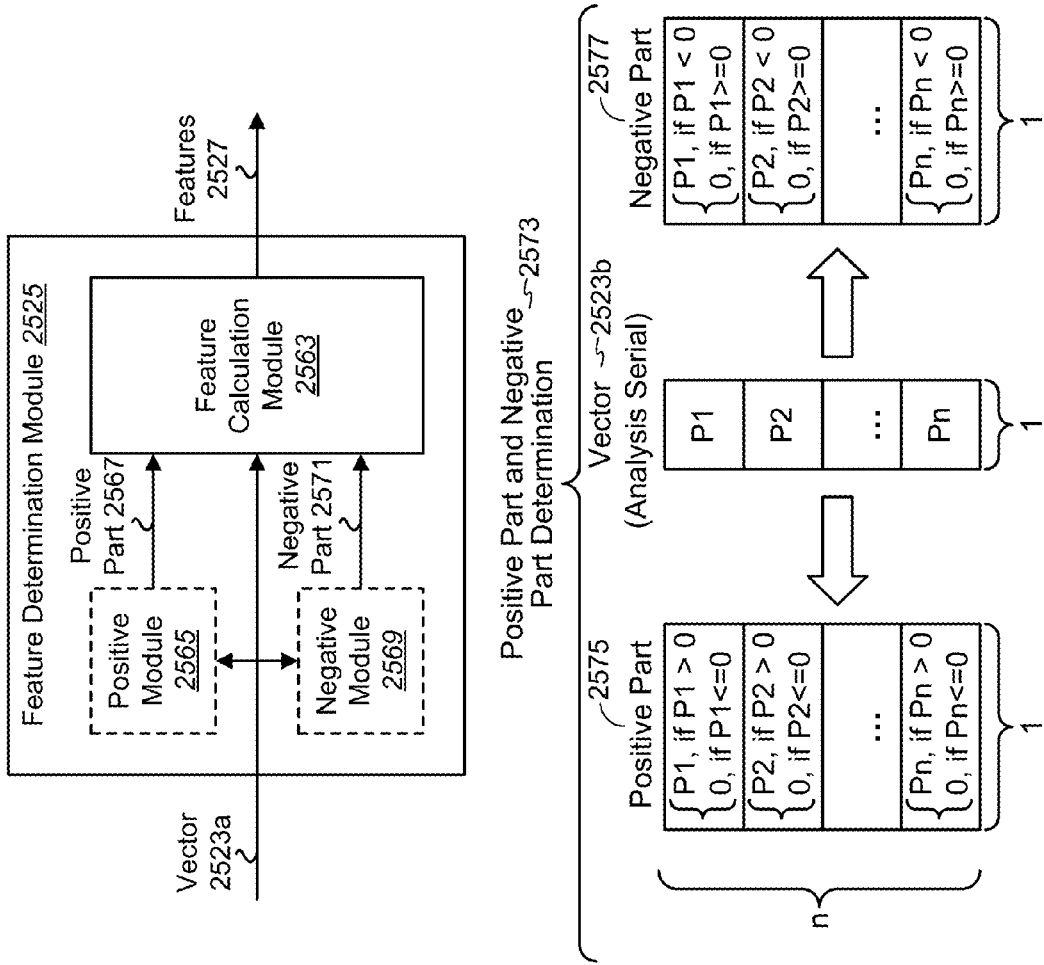 Feature Determination Module 2525
Vector
2523a
Positive
Module
2565
Negative
Module
2569
Positive
Part 2567
Negative
Part 2571
Feature
Calculation
Module
2563
Features
2527
Positive Part and Negative
Part Determination
2573
n
2575
Positive Part
P1, if P1 > 0
0, if P1<=0
P2, if P2 > 0
0, if P2<=0
...
Pn, if Pn > 0
0, if Pn<=0
1
Vector 2523b
(Analysis Serial)
P1
P2
...
Pn
1
2577
Negative Part
P1, if P1 < 0
0, if P1>=0
P2, if P2 < 0
0, if P2>=0
...
Pn, if Pn < 0
0, if Pn>=0
1